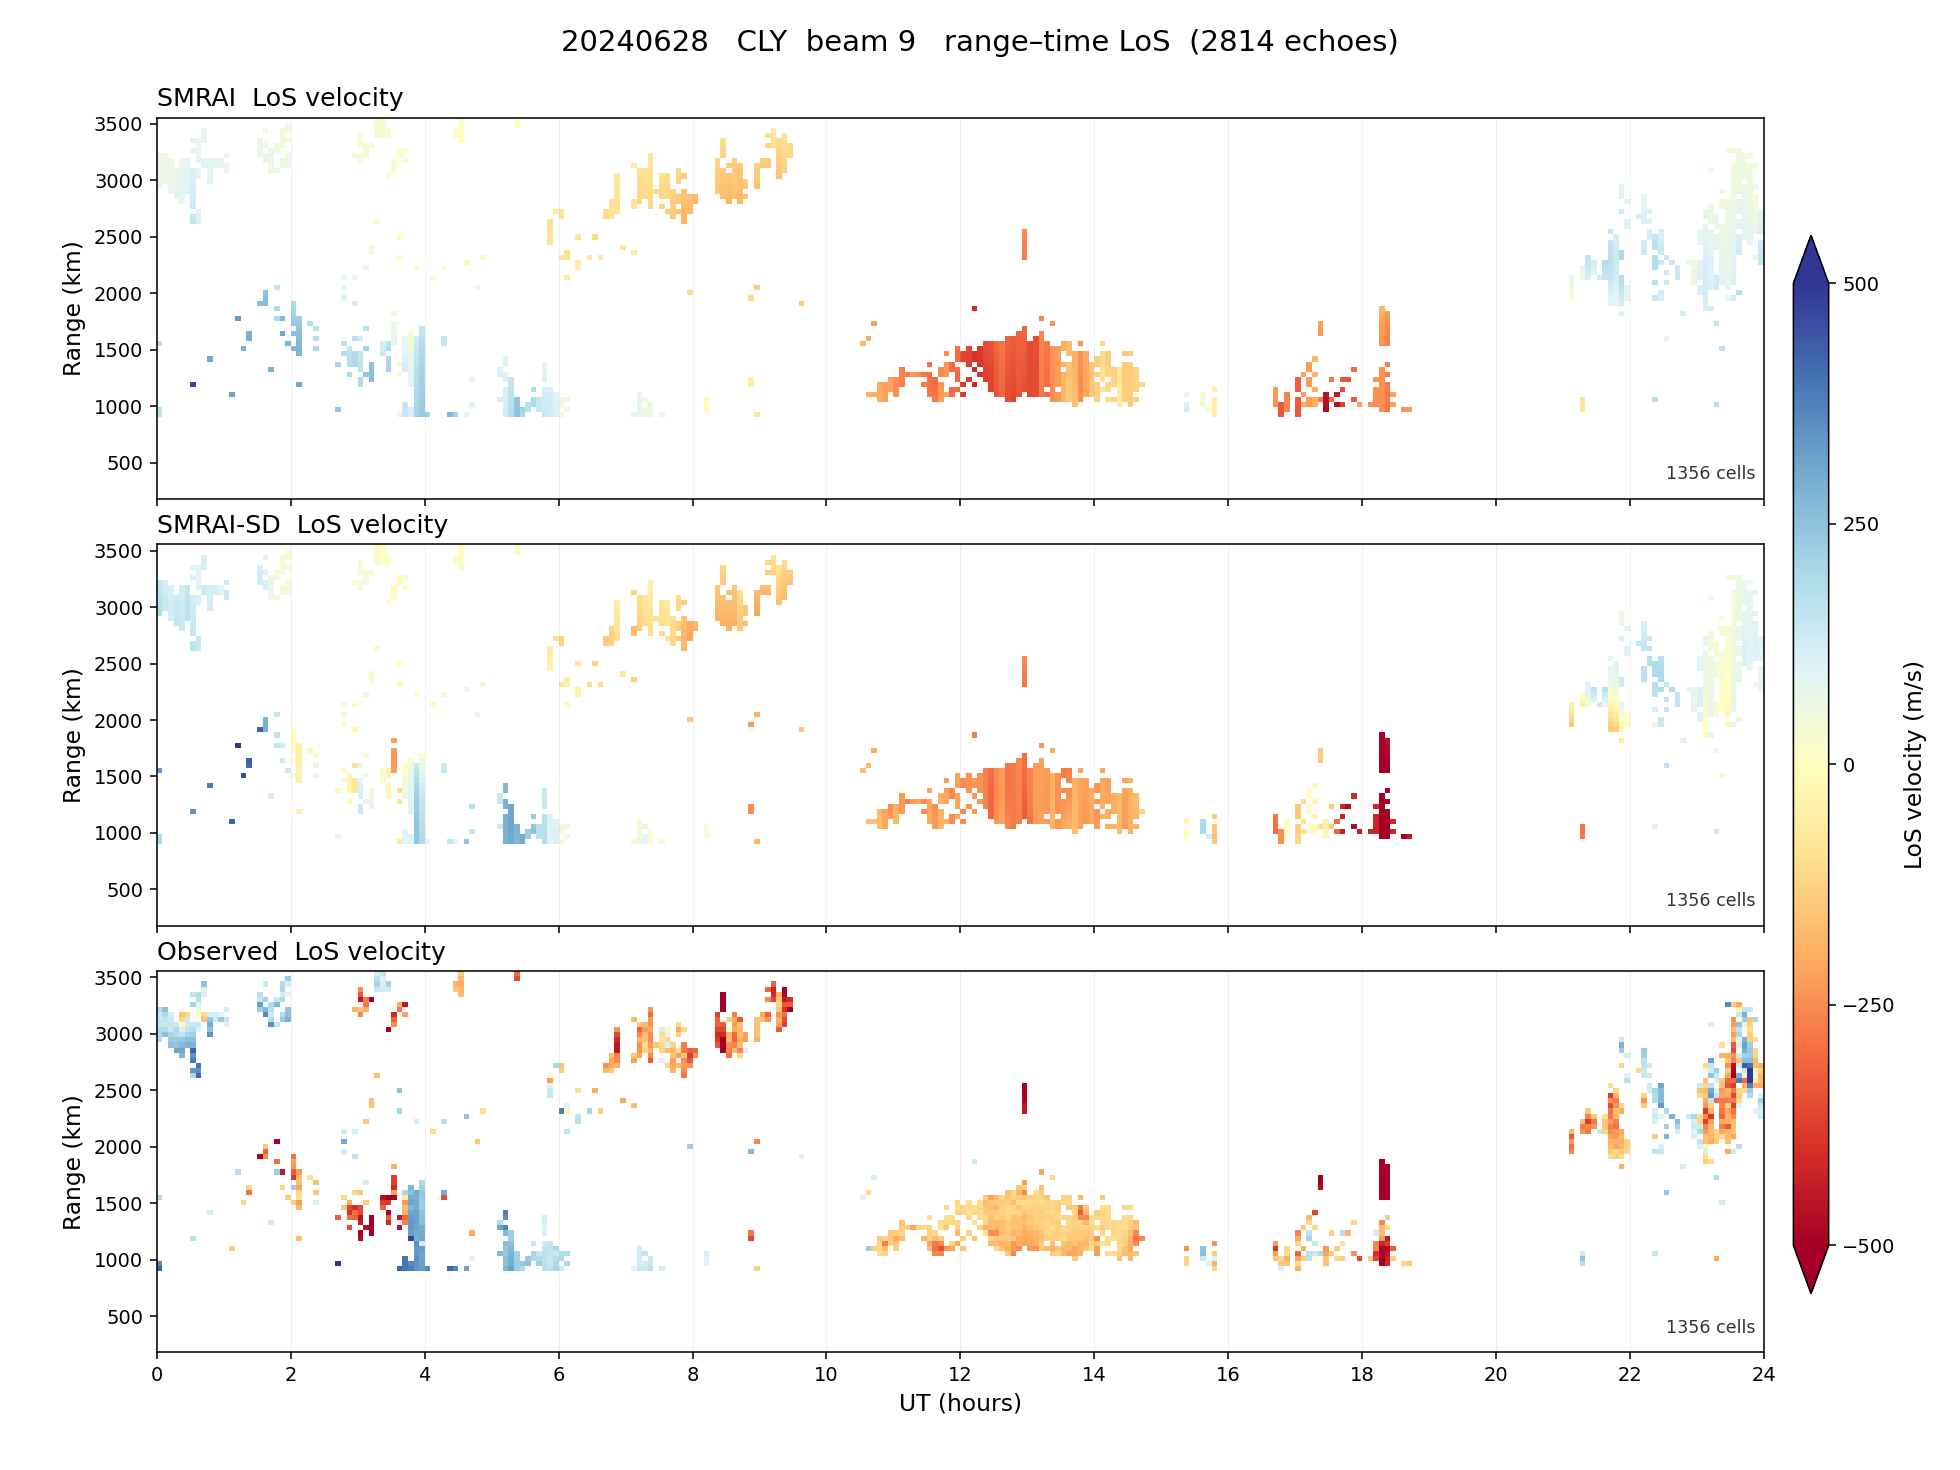 20240628   CLY  beam 9   range–time LoS  (2814 echoes)
SMRAI  LoS velocity
3500
3000
2500
2000
1500
1000
500
Range (km)
1356 cells
SMRAI-SD  LoS velocity
3500
3000
2500
2000
1500
1000
500
Range (km)
1356 cells
Observed  LoS velocity
3500
3000
2500
2000
1500
1000
500
Range (km)
1356 cells
0 2 4 6 8 10 12 14 16 18 20 22 24
UT (hours)
500
250
0
−250
−500
LoS velocity (m/s)